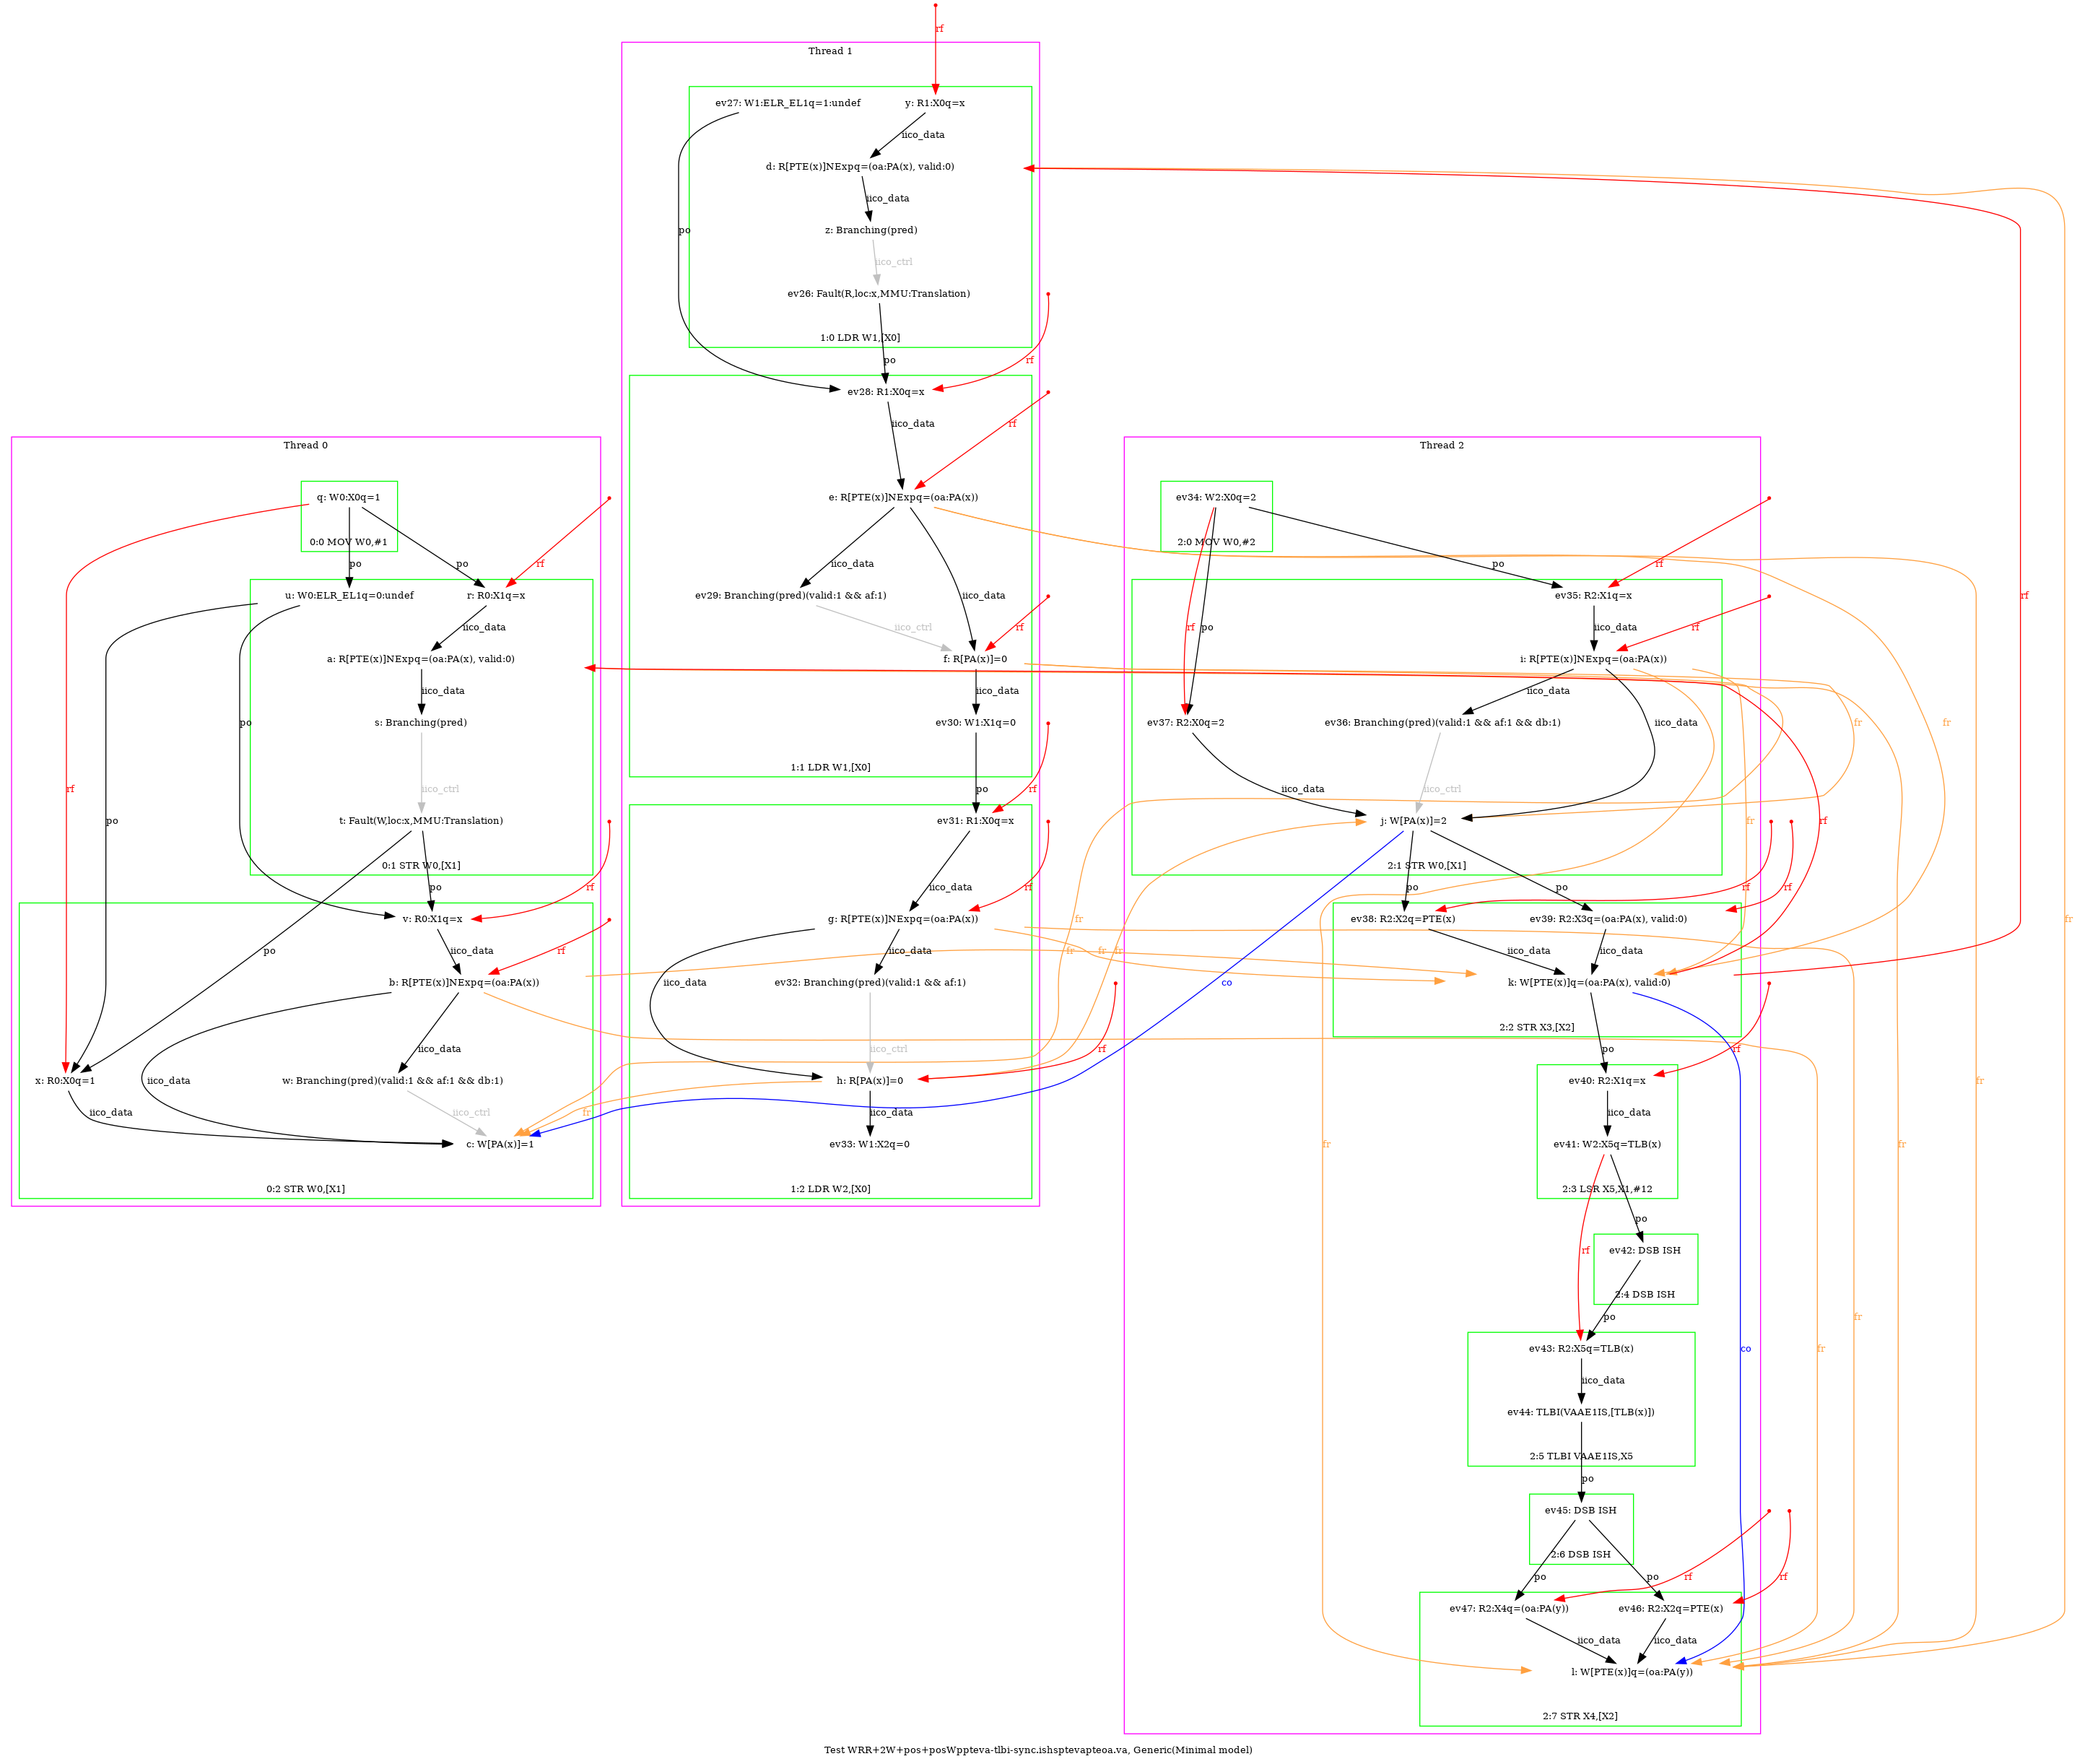 rf
Thread 1
ev27: W1:ELR_EL1q=1:undef
y: R1:X0q=x
iico_data
d: R[PTE(x)]NExpq=(oa:PA(x), valid:0)
iico_data
po
z: Branching(pred)
iico_ctrl
ev26: Fault(R,loc:x,MMU:Translation)
1:0 LDR W1,[X0]
po
rf
ev28: R1:X0q=x
iico_data
rf
e: R[PTE(x)]NExpq=(oa:PA(x))
iico_data
ev29: Branching(pred)(valid:1 && af:1)
iico_data
iico_ctrl
rf
f: R[PA(x)]=0
iico_data
ev30: W1:X1q=0
1:1 LDR W1,[X0]
po
rf
ev31: R1:X0q=x
iico_data
rf
g: R[PTE(x)]NExpq=(oa:PA(x))
iico_data
iico_data
ev32: Branching(pred)(valid:1 && af:1)
iico_ctrl
rf
h: R[PA(x)]=0
iico_data
ev33: W1:X2q=0
1:2 LDR W2,[X0]
Thread 0
q: W0:X0q=1
0:0 MOV W0,#1
po
po
rf
u: W0:ELR_EL1q=0:undef
r: R0:X1q=x
iico_data
a: R[PTE(x)]NExpq=(oa:PA(x), valid:0)
iico_data
po
s: Branching(pred)
rf
iico_ctrl
po
t: Fault(W,loc:x,MMU:Translation)
0:1 STR W0,[X1]
po
rf
v: R0:X1q=x
po
iico_data
rf
b: R[PTE(x)]NExpq=(oa:PA(x))
iico_data
x: R0:X0q=1
iico_data
w: Branching(pred)(valid:1 && af:1 && db:1)
iico_data
iico_ctrl
c: W[PA(x)]=1
0:2 STR W0,[X1]
Thread 2
ev34: W2:X0q=2
2:0 MOV W0,#2
po
rf
ev35: R2:X1q=x
rf
po
iico_data
rf
i: R[PTE(x)]NExpq=(oa:PA(x))
iico_data
ev37: R2:X0q=2
ev36: Branching(pred)(valid:1 && af:1 && db:1)
iico_data
iico_data
iico_ctrl
j: W[PA(x)]=2
2:1 STR W0,[X1]
po
po
rf
rf
ev38: R2:X2q=PTE(x)
ev39: R2:X3q=(oa:PA(x), valid:0)
iico_data
iico_data
k: W[PTE(x)]q=(oa:PA(x), valid:0)
2:2 STR X3,[X2]
po
rf
ev40: R2:X1q=x
iico_data
ev41: W2:X5q=TLB(x)
2:3 LSR X5,X1,#12
po
rf
ev42: DSB ISH
2:4 DSB ISH
po
ev43: R2:X5q=TLB(x)
iico_data
ev44: TLBI(VAAE1IS,[TLB(x)])
2:5 TLBI VAAE1IS,X5
po
ev45: DSB ISH
2:6 DSB ISH
po
po
rf
rf
ev47: R2:X4q=(oa:PA(y))
ev46: R2:X2q=PTE(x)
iico_data
iico_data
l: W[PTE(x)]q=(oa:PA(y))
2:7 STR X4,[X2]
rf
fr
fr
fr
rf
fr
fr
fr
fr
fr
co
fr
fr
fr
fr
co
fr
fr
Test WRR+2W+pos+posWppteva-tlbi-sync.ishsptevapteoa.va, Generic(Minimal model)